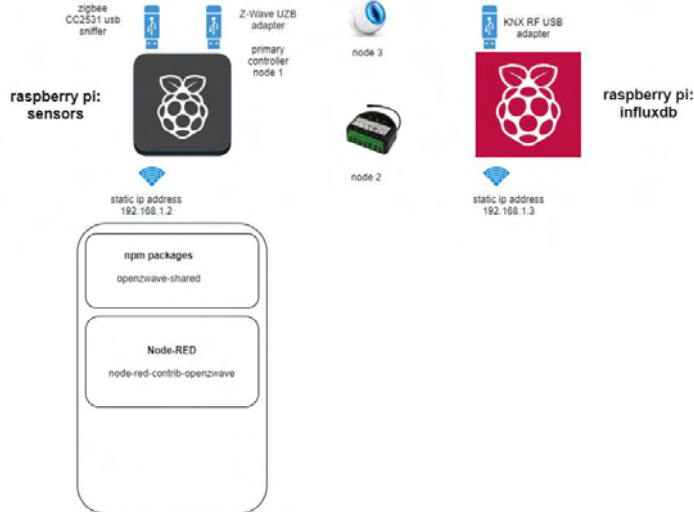 zigbee
CC2531 usb
sniffer
Z-Wave UZB
adapter
primary
controller
node 1
node 3
KNX RF USB
adapter
raspberry pi:
sensors
raspberry pi:
influxdb
node 2
static ip address
192.168.1.2
static ip address
192.168.1.3
npm packages
openzwave-shared
Node-RED
node-red-contrib-openzwave